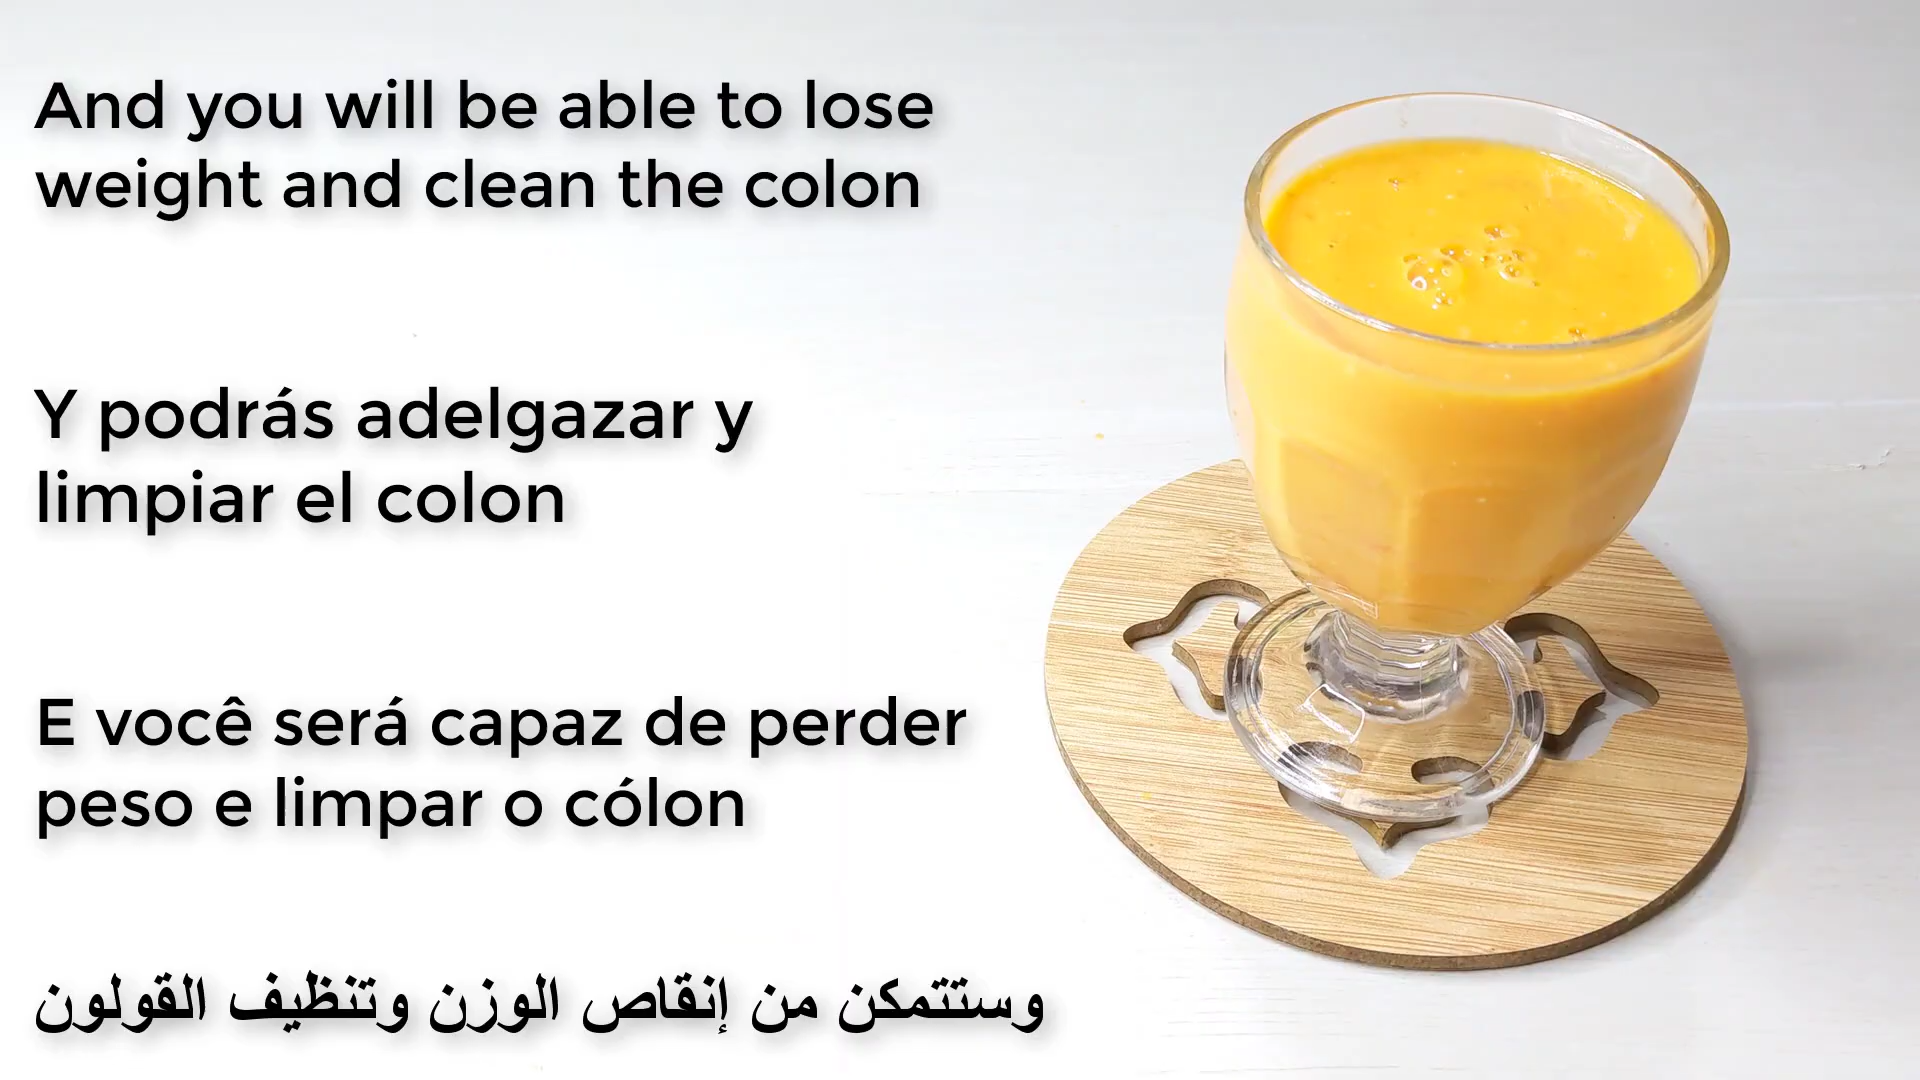 And you will be able to lose
weight and clean the colon
Y podrás adelgazar y
limpiar el colon
E você será capaz de perder
peso e limpar o cólon
وستتمكن من إنقاص الوزن وتنظيف القولون